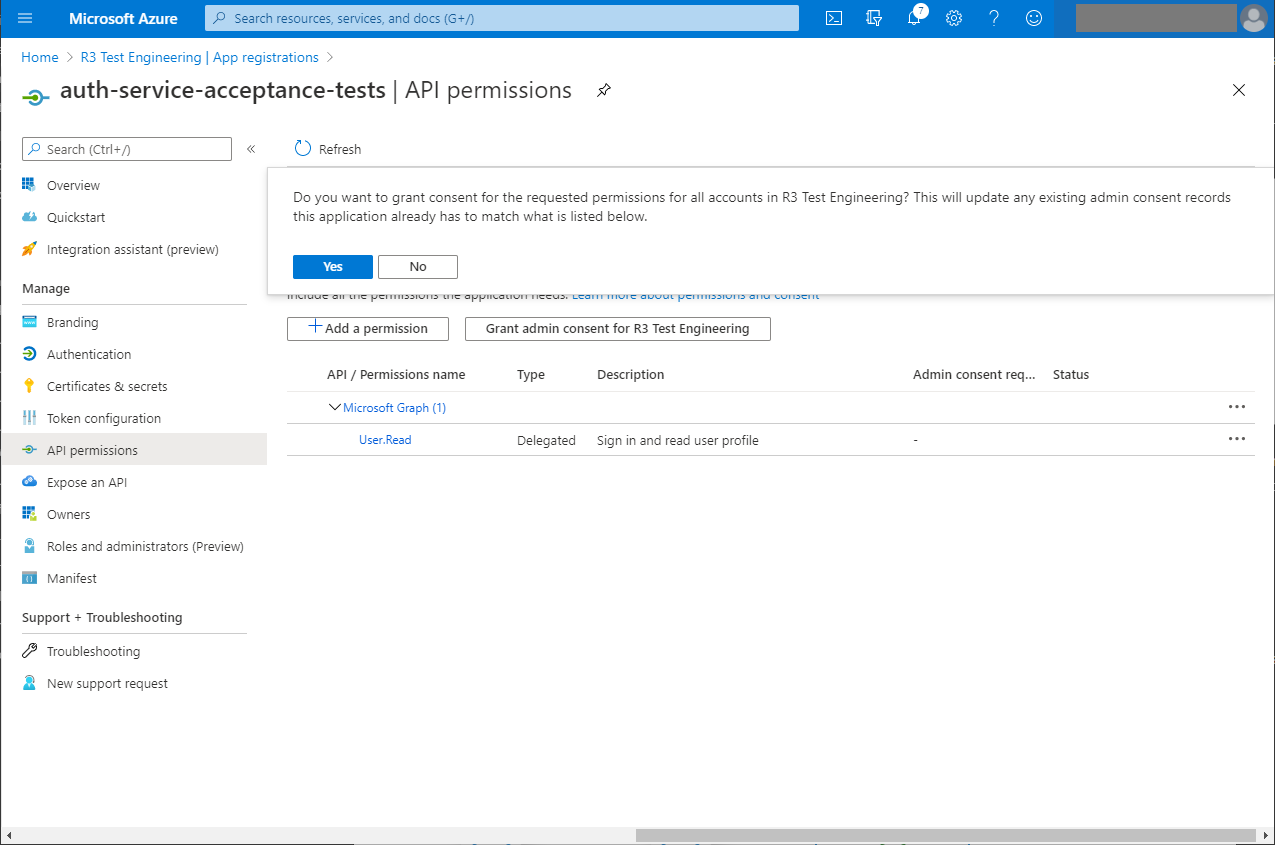 Microsoft Azure
Search resources, services, and docs (G+/)
7
Home > R3 Test Engineering | App registrations >
auth-service-acceptance-tests | API permissions
Search (Ctrl+/)
«
Refresh
Overview
Quickstart
Integration assistant (preview)
Manage
Branding
Authentication
Certificates & secrets
Token configuration
API permissions
Expose an API
Owners
Roles and administrators (Preview)
Manifest
Support + Troubleshooting
Troubleshooting
New support request
Do you want to grant consent for the requested permissions for all accounts in R3 Test Engineering? This will update any existing admin consent records
this application already has to match what is listed below.
Yes No
include all the permissions the application needs. Learn more about permissions and consent
Add a permission Grant admin consent for R3 Test Engineering
API / Permissions name Type Description Admin consent req... Status
Microsoft Graph (1)
User.Read Delegated Sign in and read user profile -